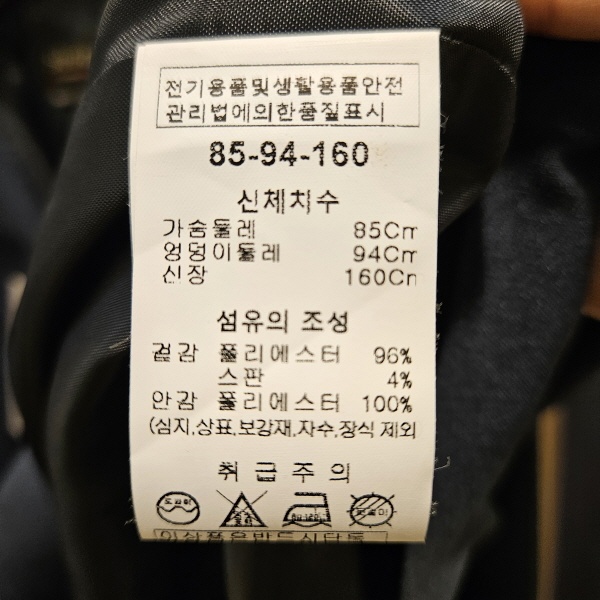 전기용품및생활용품안전
관리법에의한품질표시
85-94-160
신체치수
가슴둘레 85Cm
엉덩이둘레 94Cm
신장 160Cm
섬유의 조성
겉감 폴리에스터 96%
스판 4%
안감 폴리에스터 100%
(심지,상표,보강재,자수,장식 제외
취급주의
드라이